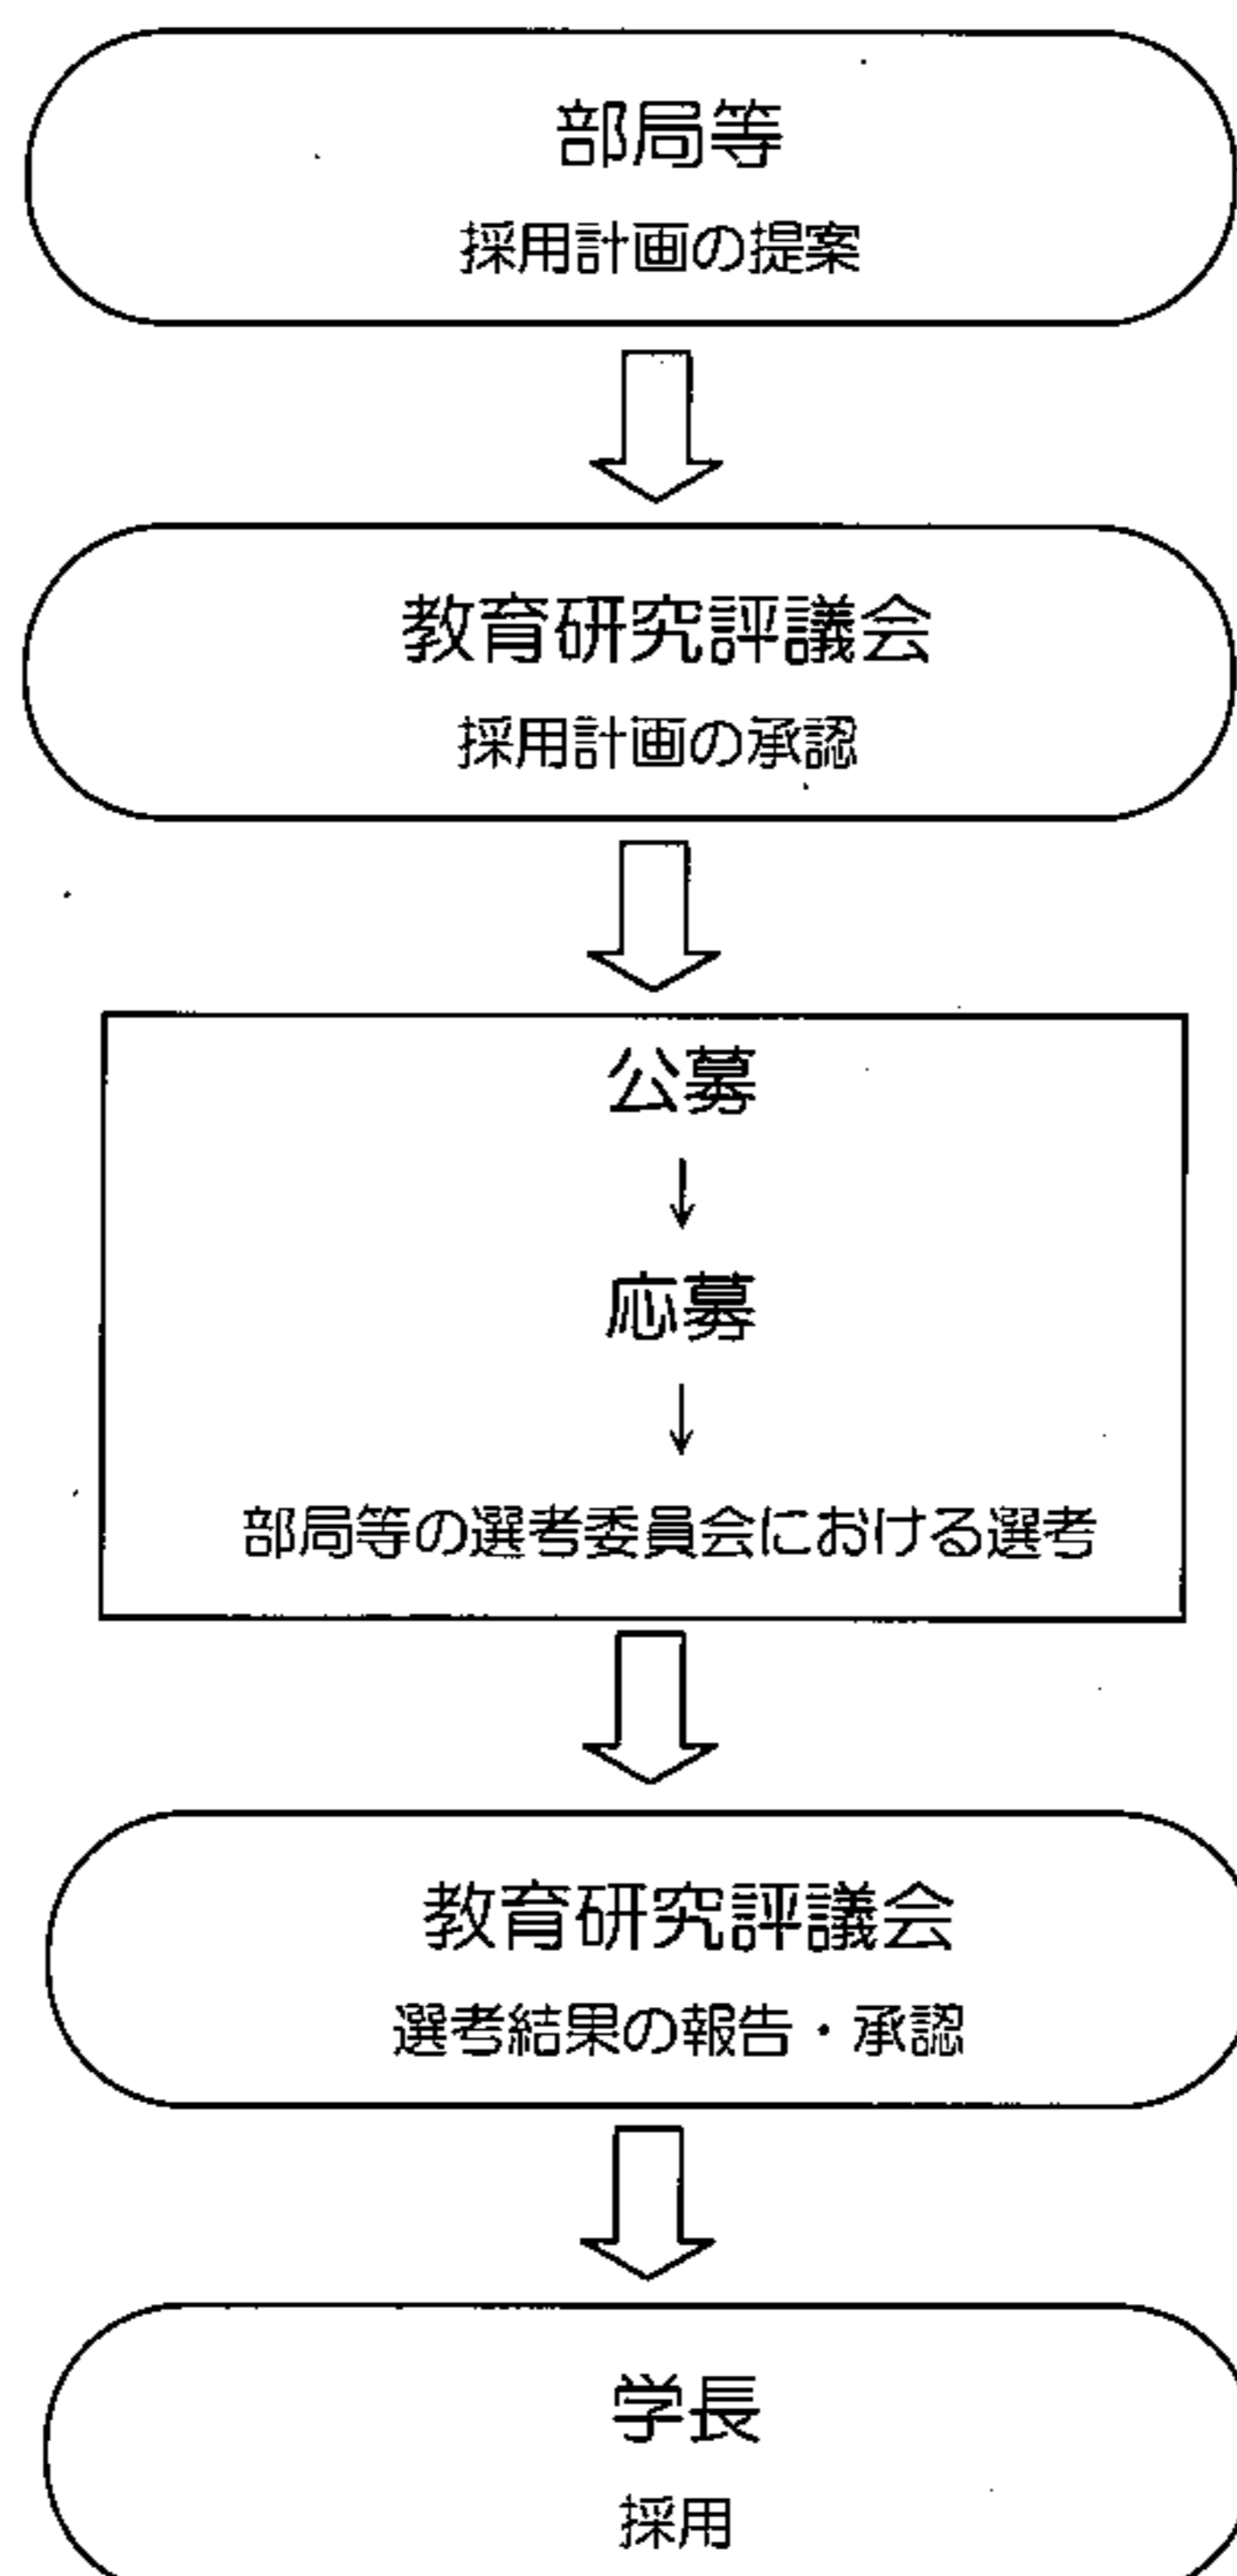 部局等
採用計画の提案
教育研究評議会
採用計画の承認
公募
↓
応募
↓
部局等の選考委員会における選考
教育研究評議会
選考結果の報告・承認
学長
採用